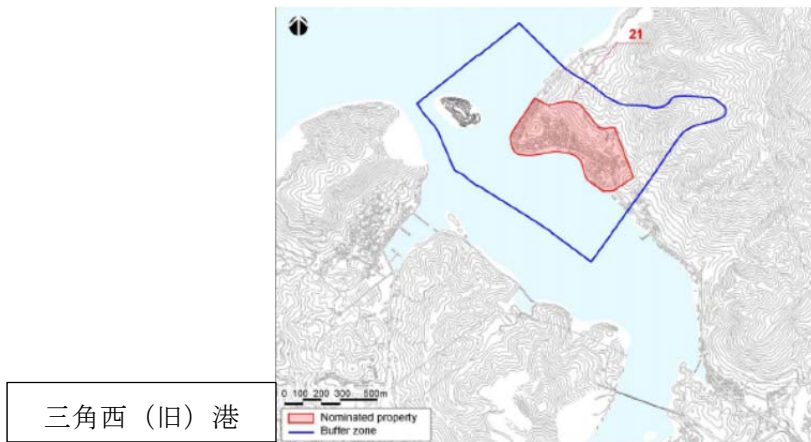 21
三角西（旧）港
0 100 200 300 500m
Nominated property
Buffer zone